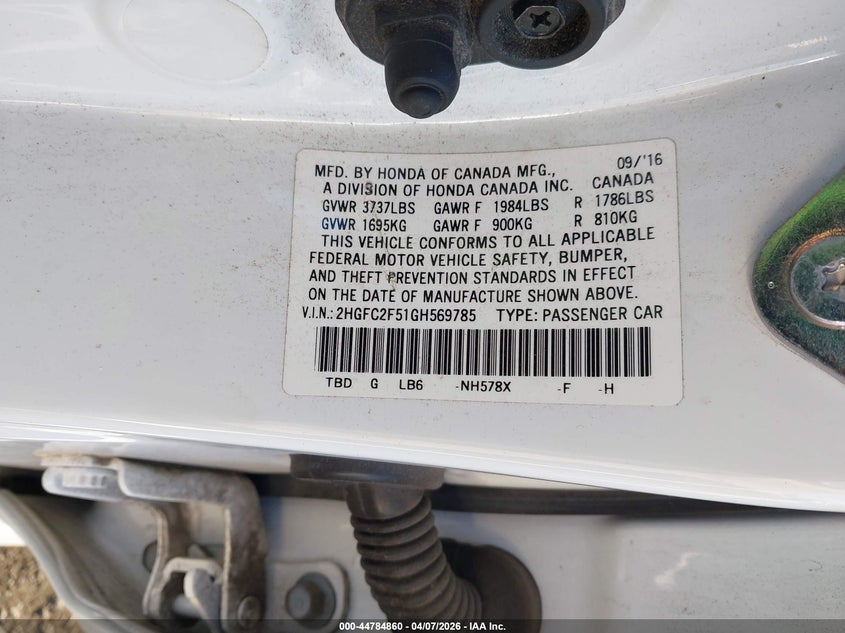 MFD. BY HONDA OF CANADA MFG., 09/'16
A DIVISION OF HONDA CANADA INC. CANADA
GVWR 3737LBS GAWR F 1984LBS R 1786LBS
GVWR 1695KG GAWR F 900KG R 810KG
THIS VEHICLE CONFORMS TO ALL APPLICABLE
FEDERAL MOTOR VEHICLE SAFETY, BUMPER,
AND THEFT PREVENTION STANDARDS IN EFFECT
ON THE DATE OF MANUFACTURE SHOWN ABOVE.
V.I.N.: 2HGFC2F51GH569785 TYPE: PASSENGER CAR
TBD G LB6 -NH578X -F -H
000-44784860 - 04/07/2026 - IAA Inc.